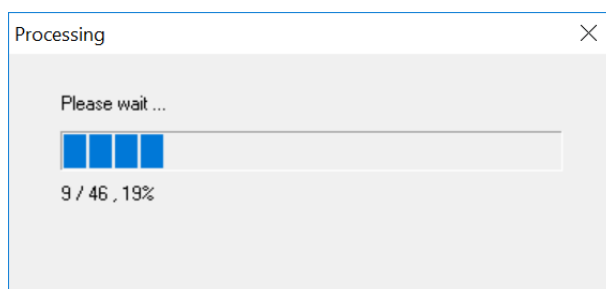 Processing
Please wait ...
9 / 46 , 19%